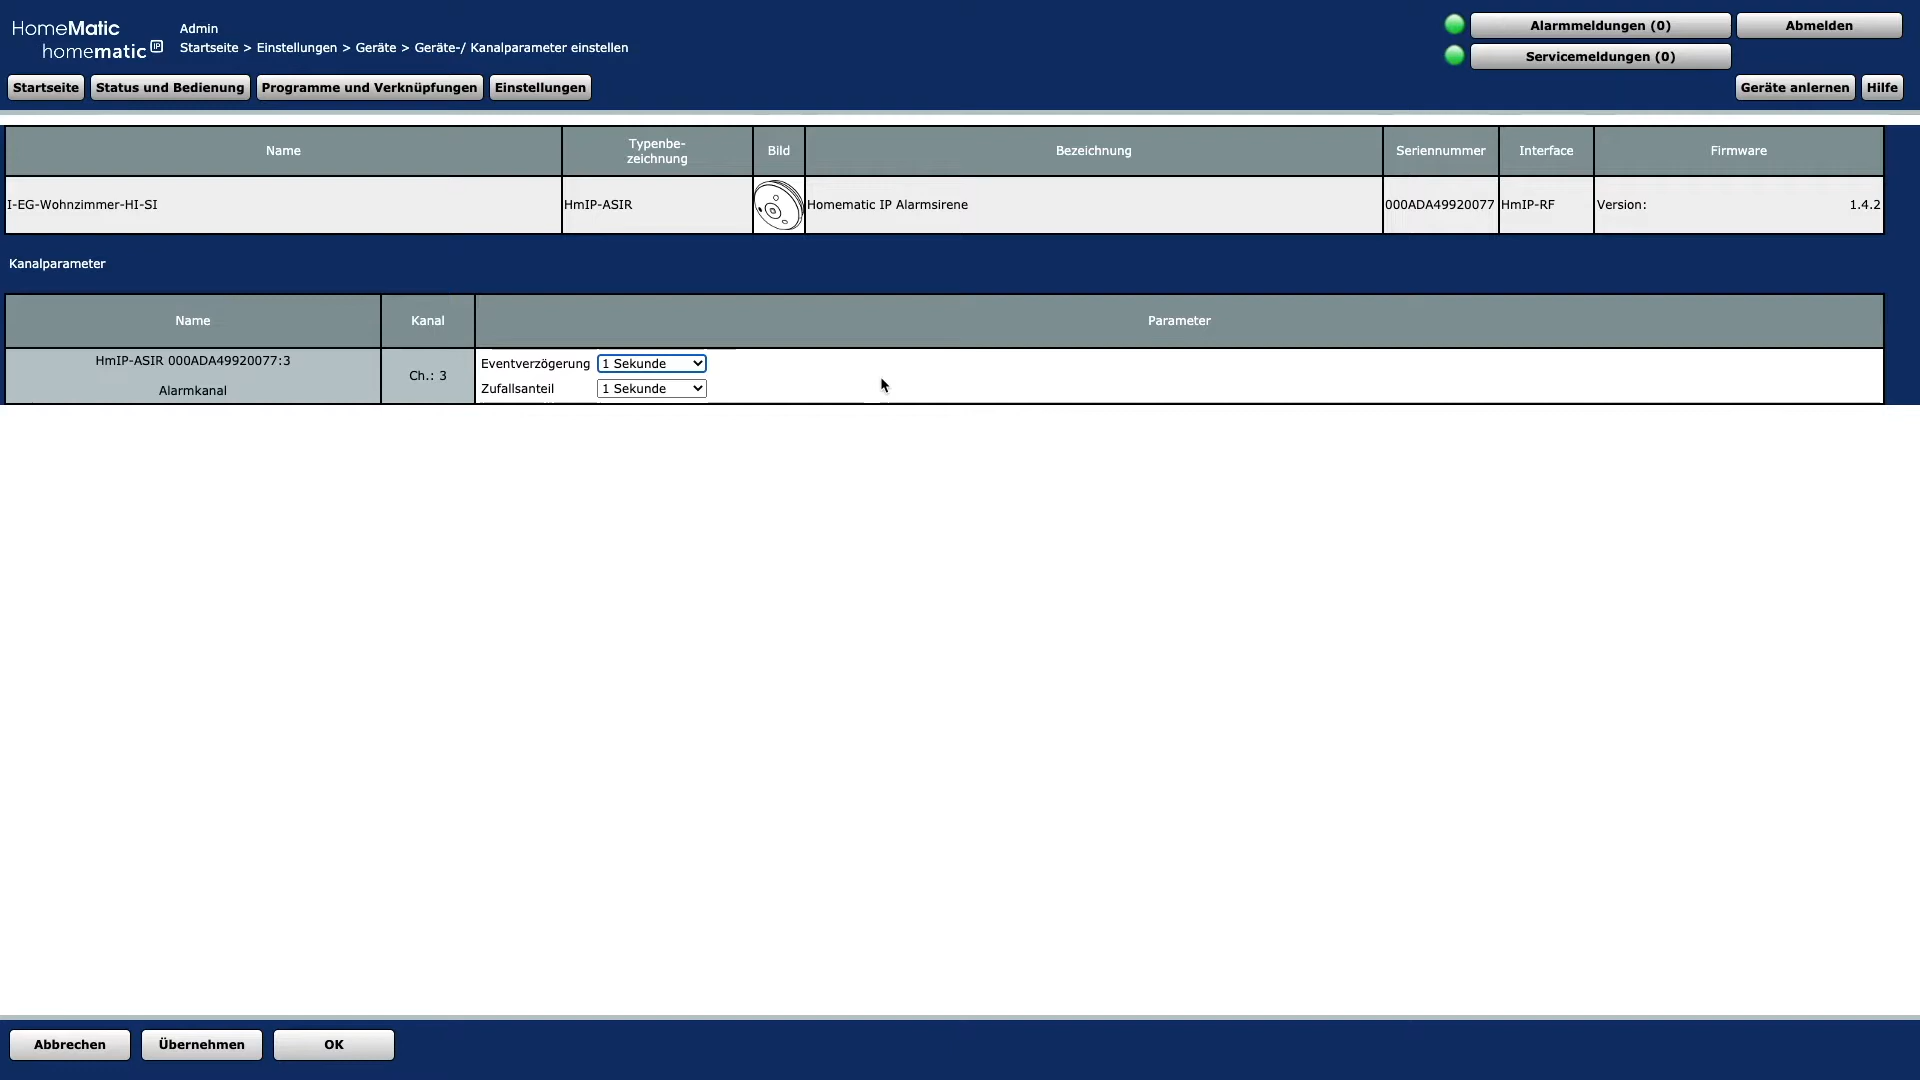 HomeMatic
homematic IP
Admin
Startseite > Einstellungen > Geräte > Geräte-/ Kanalparameter einstellen
Alarmmeldungen (0)
Abmelden
Servicemeldungen (0)
Startseite
Status und Bedienung
Programme und Verknüpfungen
Einstellungen
Geräte anlernen
Hilfe
Name
Typenbe-
zeichnung
Bild
Bezeichnung
Seriennummer
Interface
Firmware
I-EG-Wohnzimmer-HI-SI
HmIP-ASIR
Homematic IP Alarmsirene
000ADA49920077
HmIP-RF
Version:
1.4.2
Kanalparameter
Name
Kanal
Parameter
HmIP-ASIR 000ADA49920077:3
Alarmkanal
Ch.: 3
Eventverzögerung
1 Sekunde
Zufallsanteil
1 Sekunde
Abbrechen
Übernehmen
OK